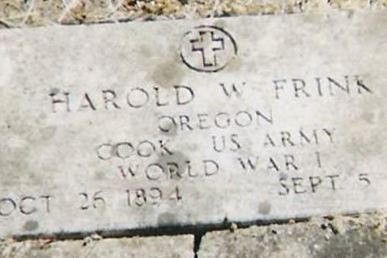 HAROLD W FRINK
OREGON
COOK US ARMY
WORLD WAR I
OCT 26 1894 SEPT 5